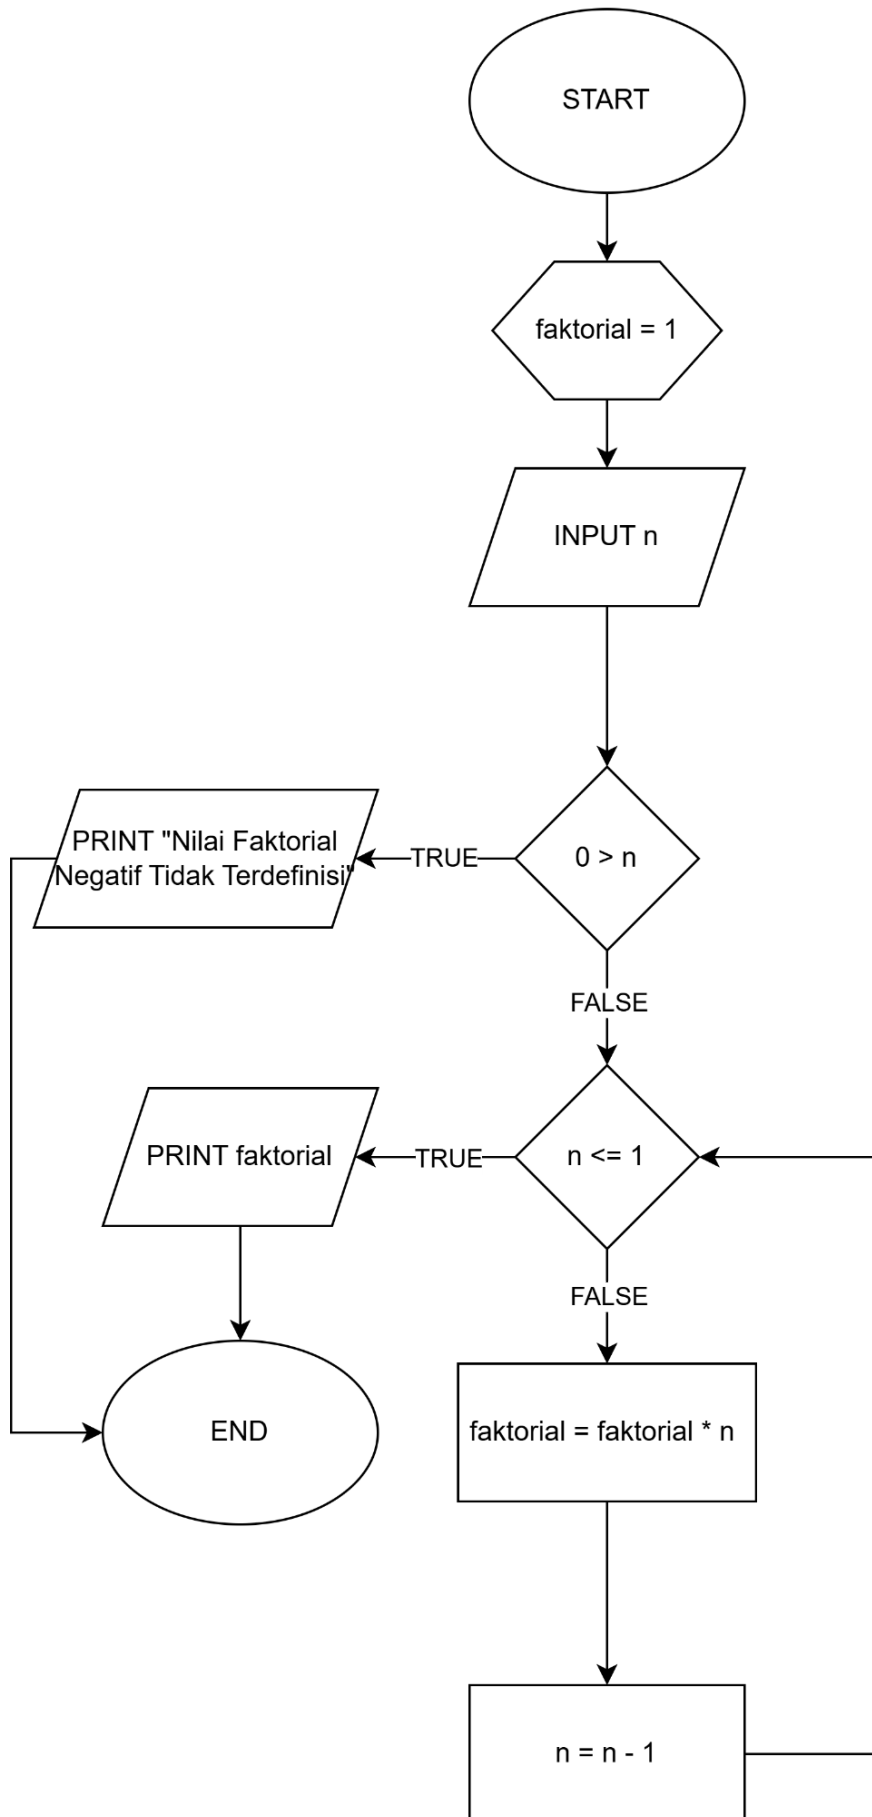 START
faktorial = 1
INPUT n
0 > n
TRUE
PRINT "Nilai Faktorial
Negatif Tidak Terdefinisi"
FALSE
n <= 1
TRUE
PRINT faktorial
END
FALSE
faktorial = faktorial * n
n = n - 1